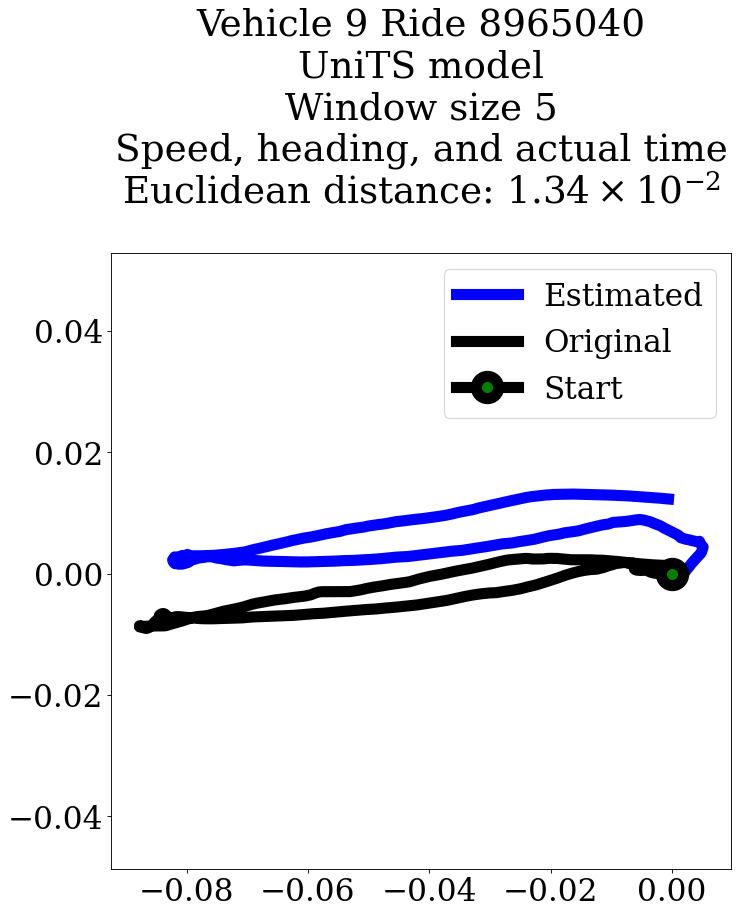 Vehicle 9 Ride 8965040
UniTS model
Window size 5
Speed, heading, and actual time
Euclidean distance: 1.34 × 10⁻²
Estimated
Original
Start
0.04
0.02
0.00
−0.02
−0.04
−0.08 −0.06 −0.04 −0.02 0.00